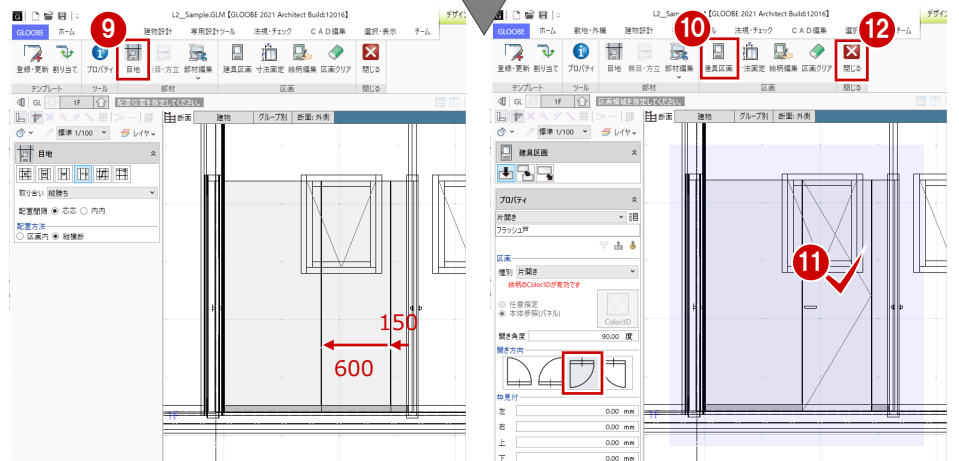 L2__Sample.GLM [GLOOBE 2021 Architect Build:12016]
デザイ
9
GLOOBE ホーム 建物設計 専用設計ツール 法規・チェック CAD編集 選択・表示 チーム
登録・更新 割り当て プロパティ 目地 部材編集 建具区画 寸法固定 絵柄編集 区画クリア 閉じる
テンプレート ツール 部材 区画 閉じる
GL 1F 配置位置を指定してください。
断面 建物 グループ別 断面: 外側
標準 1/100 レイヤ
目地
取り合い 縦勝ち
配置間隔 芯芯 内内
配置方法
区画内 縦横断
150
600
1F
L2__Sample.GLM [GLOOBE 2021 Architect Build:12016]
デザイ
10
12
GLOOBE ホーム 敷地・外構 建物設計 ル 法規・チェック CAD編集 選択 チーム
登録・更新 割り当て プロパティ 目地 無目・方立 部材編集 建具区画 寸法固定 絵柄編集 区画クリア 閉じる
テンプレート ツール 部材 区画 閉じる
GL 1F 区画領域を指定してください。
断面 建物 グループ別 断面: 外側
標準 1/100 レイヤ
建具区画
プロパティ
片開き
フラッシュ戸
区画
種別 片開き
絵柄のColor3Dが有効です
任意指定
本体参照(パネル)
Color3D
開き角度 90.00 度
開き方向
枠見付
左 0.00 mm
右 0.00 mm
上 0.00 mm
下 0.00 mm
11
1F